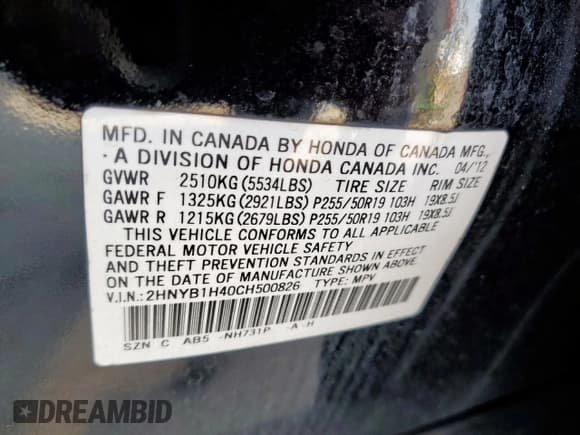 MFD. IN CANADA BY HONDA OF CANADA MFG.,
A DIVISION OF HONDA CANADA INC. 04/'12
GVWR 2510KG (5534LBS) TIRE SIZE RIM SIZE
GAWR F 1325KG (2921LBS) P255/50R19 103H 19X8.5J
GAWR R 1215KG (2679LBS) P255/50R19 103H 19X8.5J
THIS VEHICLE CONFORMS TO ALL APPLICABLE
FEDERAL MOTOR VEHICLE SAFETY
AND THEFT PREVENTION STANDARDS IN EFFECT
ON THE DATE OF MANUFACTURE SHOWN ABOVE.
V.I.N.: 2HNYB1H40CH500826 TYPE: MPV
SZN C AB5 -NH731P -A -H
DREAMBID